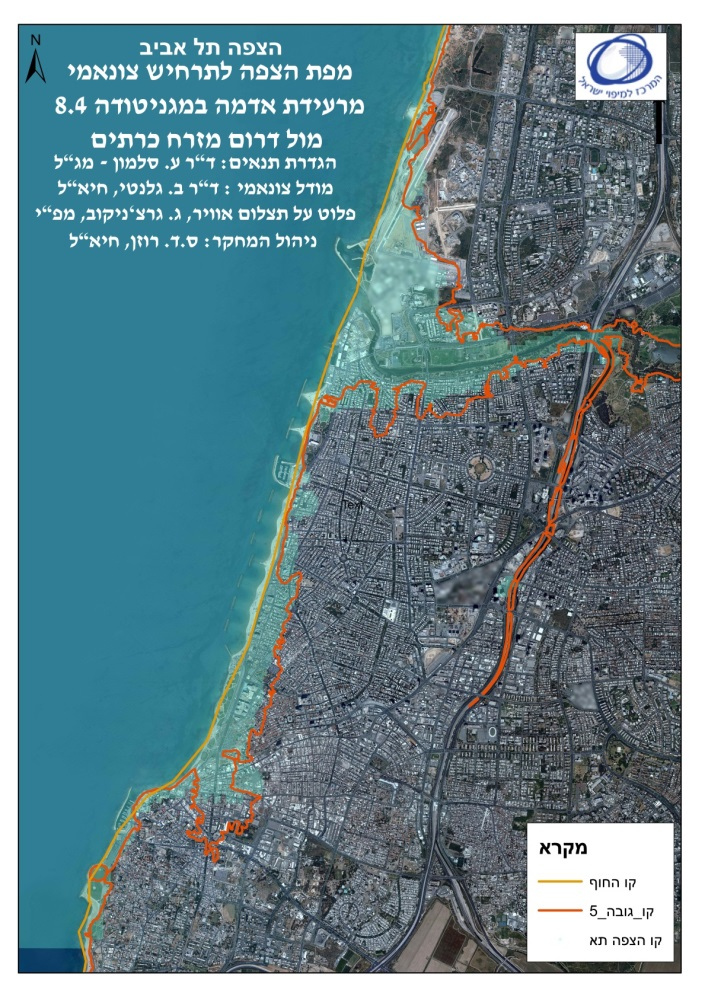 N
הצפה תל אביב
מפת הצפה לתרחיש צונאמי
מרעידת אדמה במגניטודה 8.4
מול דרום מזרח כרתים
הגדרת תנאים: ד"ר ע. סלמון - מג"ל
מודל צונאמי : ד"ר ב. גלנטי, חיא"ל
פלוט על תצלום אוויר, ג. גרצ'ניקוב, מפ"י
ניהול המחקר: ס.ד. רוזן, חיא"ל
המרכז למיפוי ישראל
מקרא
קו החוף
קו_גובה_5
קו הצפה תא